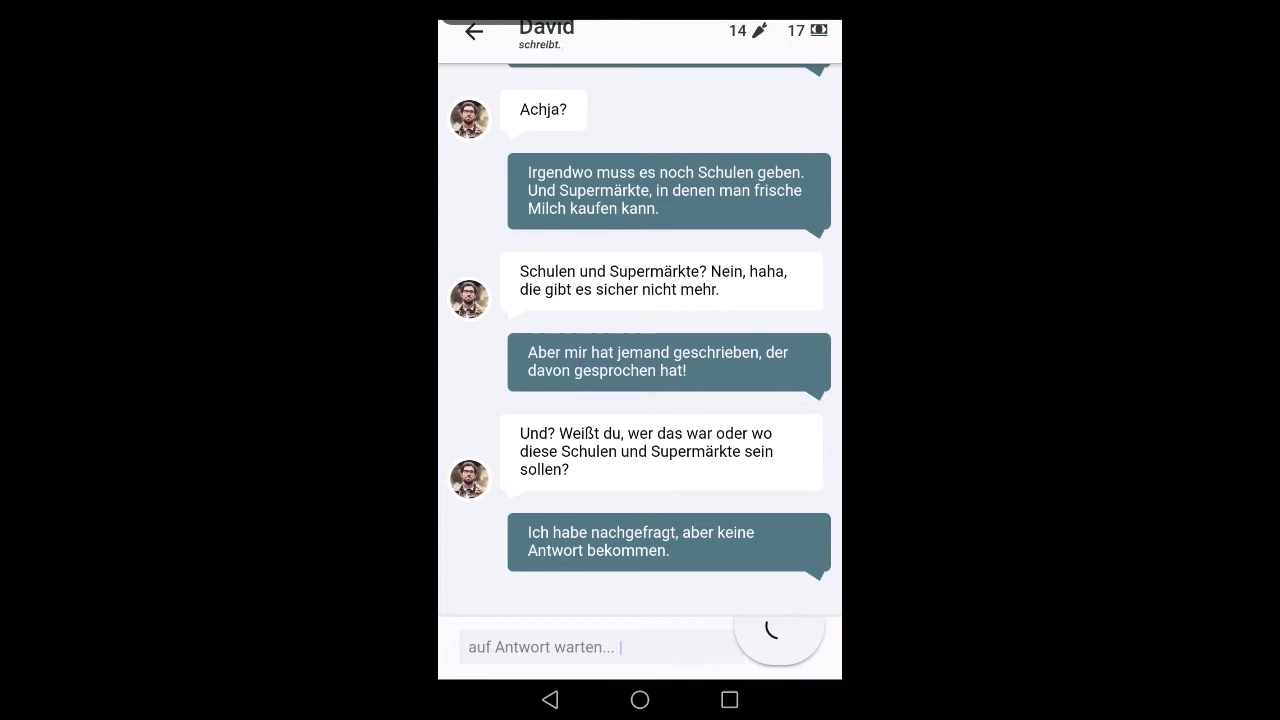 David
14 17
schreibt.
Achja?
Irgendwo muss es noch Schulen geben.
Und Supermärkte, in denen man frische
Milch kaufen kann.
Schulen und Supermärkte? Nein, haha,
die gibt es sicher nicht mehr.
Aber mir hat jemand geschrieben, der
davon gesprochen hat!
Und? Weißt du, wer das war oder wo
diese Schulen und Supermärkte sein
sollen?
Ich habe nachgefragt, aber keine
Antwort bekommen.
auf Antwort warten...